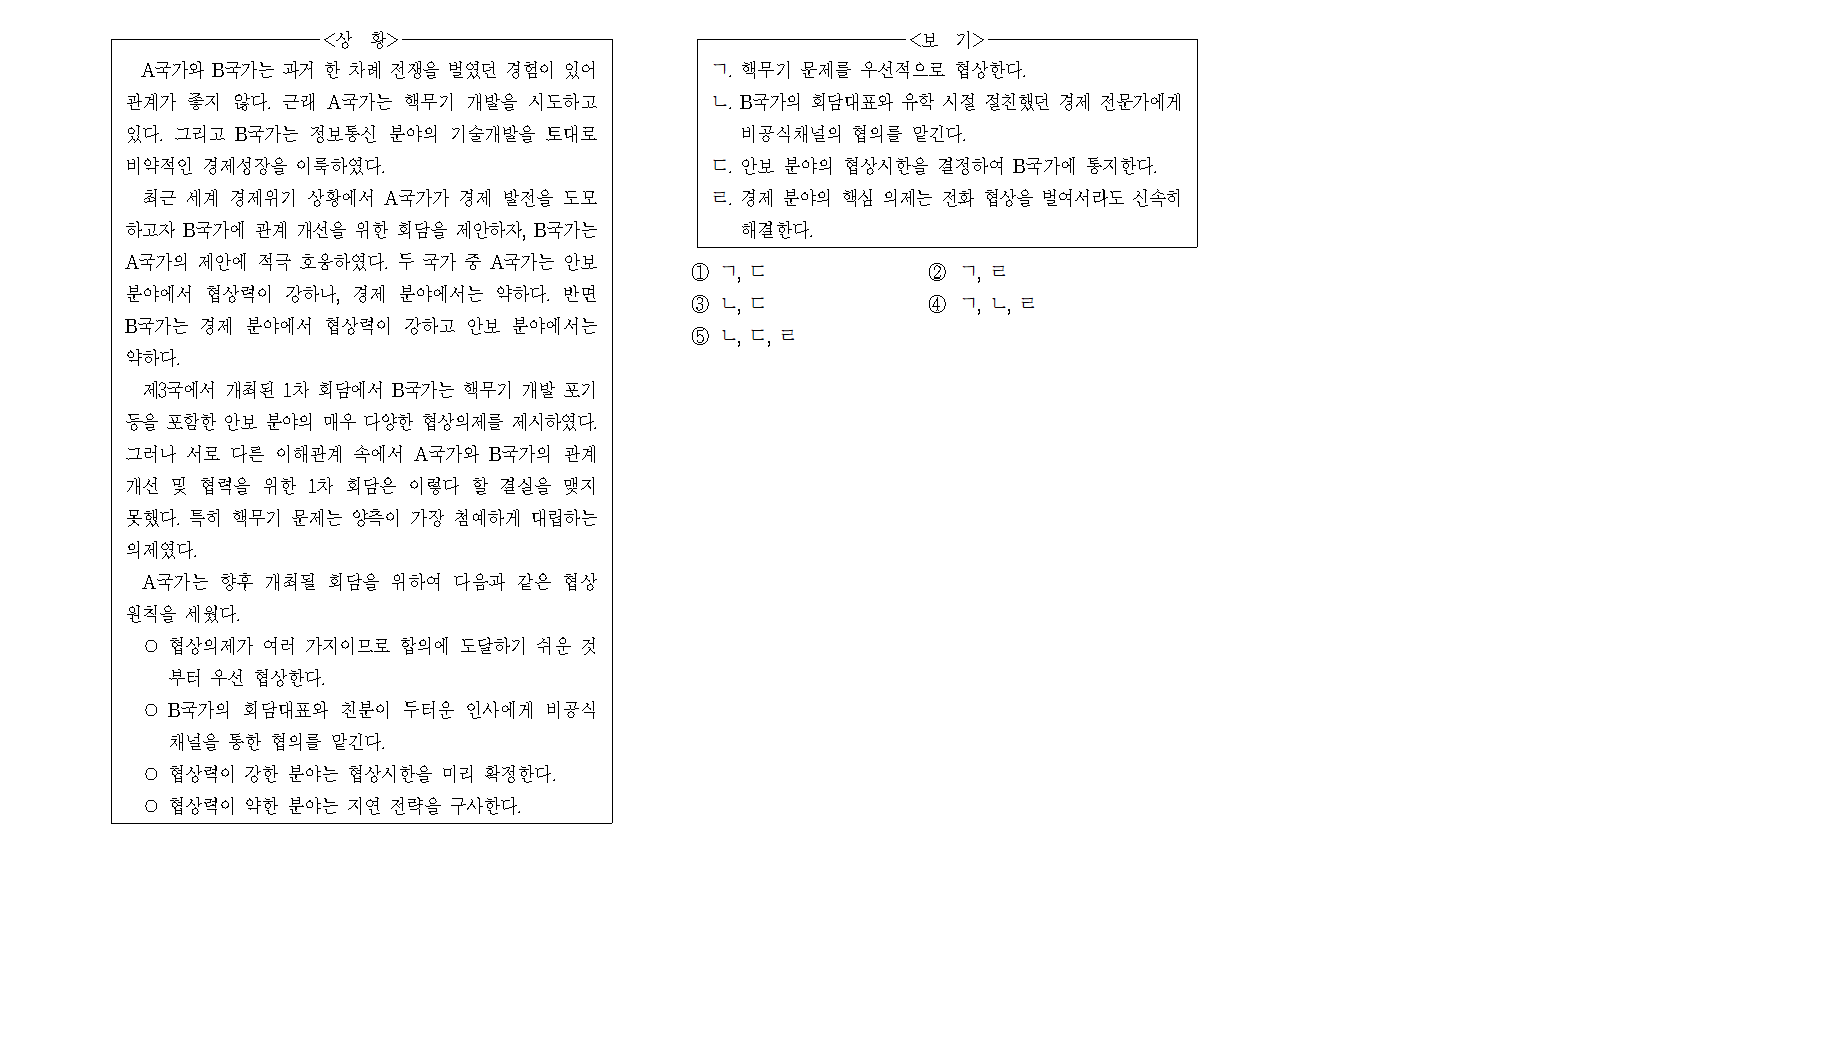 <상 황>
A국가와 B국가는 과거 한 차례 전쟁을 벌였던 경험이 있어
관계가 좋지 않다. 근래 A국가는 핵무기 개발을 시도하고
있다. 그리고 B국가는 정보통신 분야의 기술개발을 토대로
비약적인 경제성장을 이룩하였다.
최근 세계 경제위기 상황에서 A국가가 경제 발전을 도모
하고자 B국가에 관계 개선을 위한 회담을 제안하자, B국가는
A국가의 제안에 적극 호응하였다. 두 국가 중 A국가는 안보
분야에서 협상력이 강하나, 경제 분야에서는 약하다. 반면
B국가는 경제 분야에서 협상력이 강하고 안보 분야에서는
약하다.
제3국에서 개최된 1차 회담에서 B국가는 핵무기 개발 포기
등을 포함한 안보 분야의 매우 다양한 협상의제를 제시하였다.
그러나 서로 다른 이해관계 속에서 A국가와 B국가의 관계
개선 및 협력을 위한 1차 회담은 이렇다 할 결실을 맺지
못했다. 특히 핵무기 문제는 양측이 가장 첨예하게 대립하는
의제였다.
A국가는 향후 개최될 회담을 위하여 다음과 같은 협상
원칙을 세웠다.
○ 협상의제가 여러 가지이므로 합의에 도달하기 쉬운 것
부터 우선 협상한다.
○ B국가의 회담대표와 친분이 두터운 인사에게 비공식
채널을 통한 협의를 맡긴다.
○ 협상력이 강한 분야는 협상시한을 미리 확정한다.
○ 협상력이 약한 분야는 지연 전략을 구사한다.
<보 기>
ㄱ. 핵무기 문제를 우선적으로 협상한다.
ㄴ. B국가의 회담대표와 유학 시절 절친했던 경제 전문가에게
비공식채널의 협의를 맡긴다.
ㄷ. 안보 분야의 협상시한을 결정하여 B국가에 통지한다.
ㄹ. 경제 분야의 핵심 의제는 전화 협상을 벌여서라도 신속히
해결한다.
① ㄱ, ㄷ ② ㄱ, ㄹ
③ ㄴ, ㄷ ④ ㄱ, ㄴ, ㄹ
⑤ ㄴ, ㄷ, ㄹ